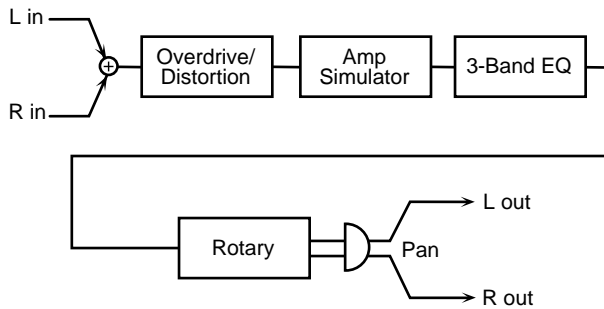 L in
+
R in
Overdrive/
Distortion
Amp
Simulator
3-Band EQ
Rotary
Pan
L out
R out